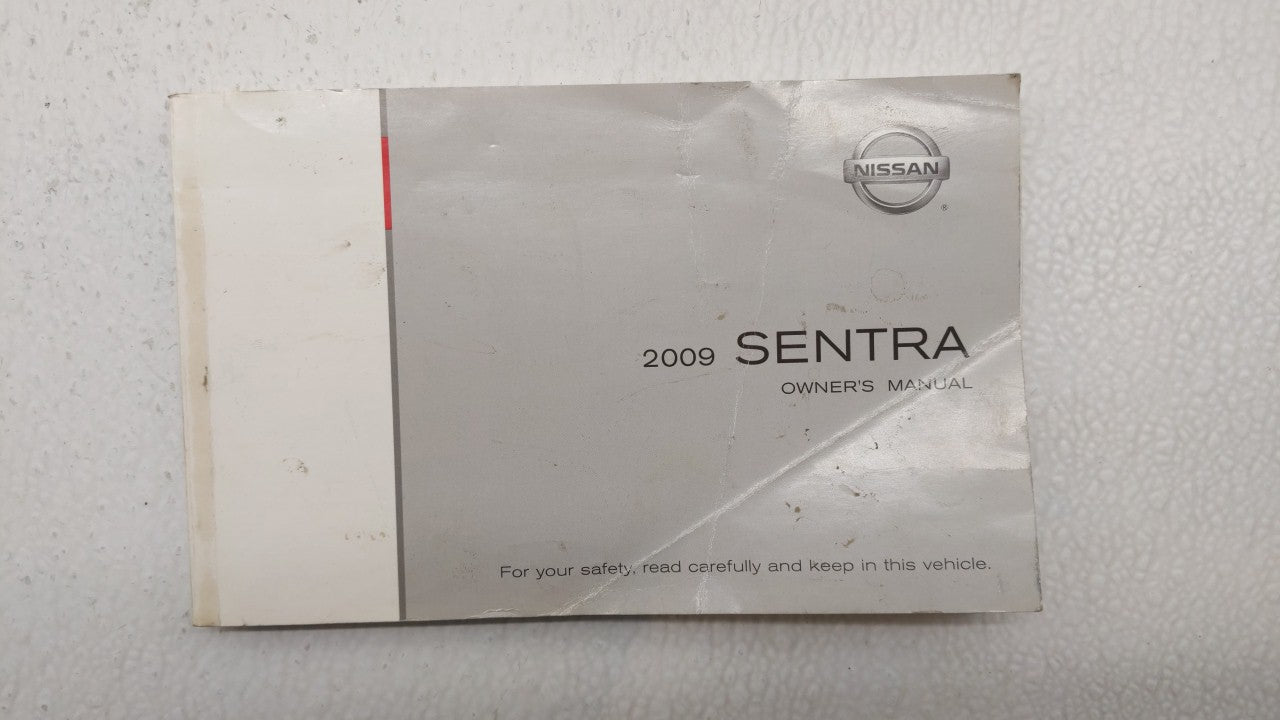 NISSAN
®
2009 SENTRA
OWNER'S MANUAL
For your safety, read carefully and keep in this vehicle.